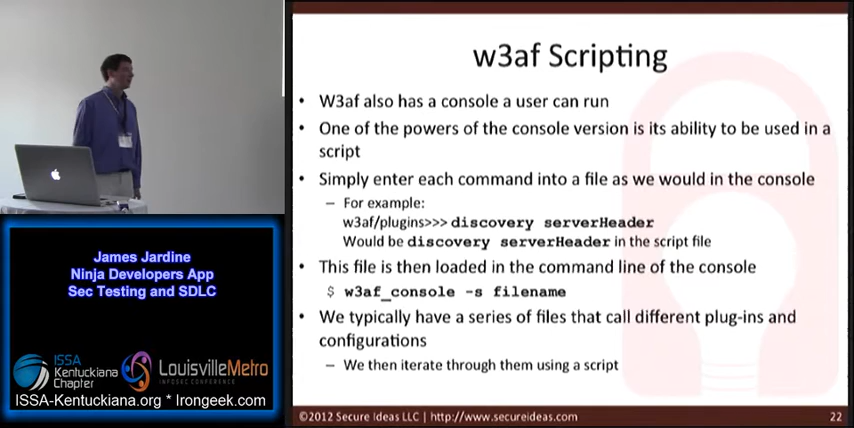 w3af Scripting
• W3af also has a console a user can run
• One of the powers of the console version is its ability to be used in a
script
• Simply enter each command into a file as we would in the console
– For example:
w3af/plugins>>> discovery serverHeader
Would be discovery serverHeader in the script file
• This file is then loaded in the command line of the console
$ w3af_console -s filename
• We typically have a series of files that call different plug-ins and
configurations
– We then iterate through them using a script
©2012 Secure Ideas LLC | http://www.secureideas.com
22
James Jardine
Ninja Developers App
Sec Testing and SDLC
ISSA
Kentuckiana
Chapter
LouisvilleMetro
INFOSEC CONFERENCE
ISSA-Kentuckiana.org * Irongeek.com